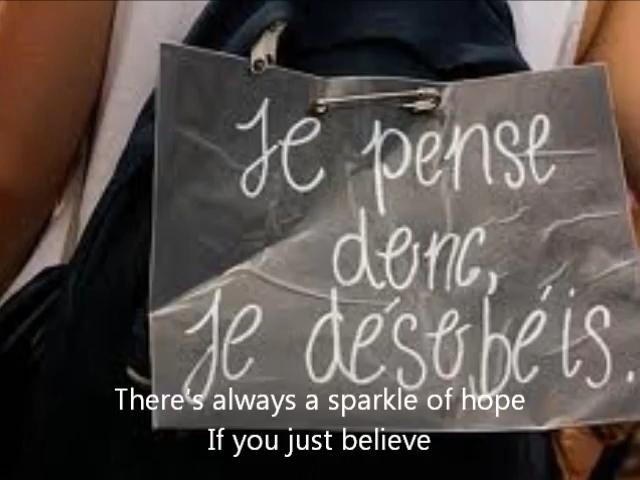 Je pense
donc,
Je désobéis.
There's always a sparkle of hope
If you just believe